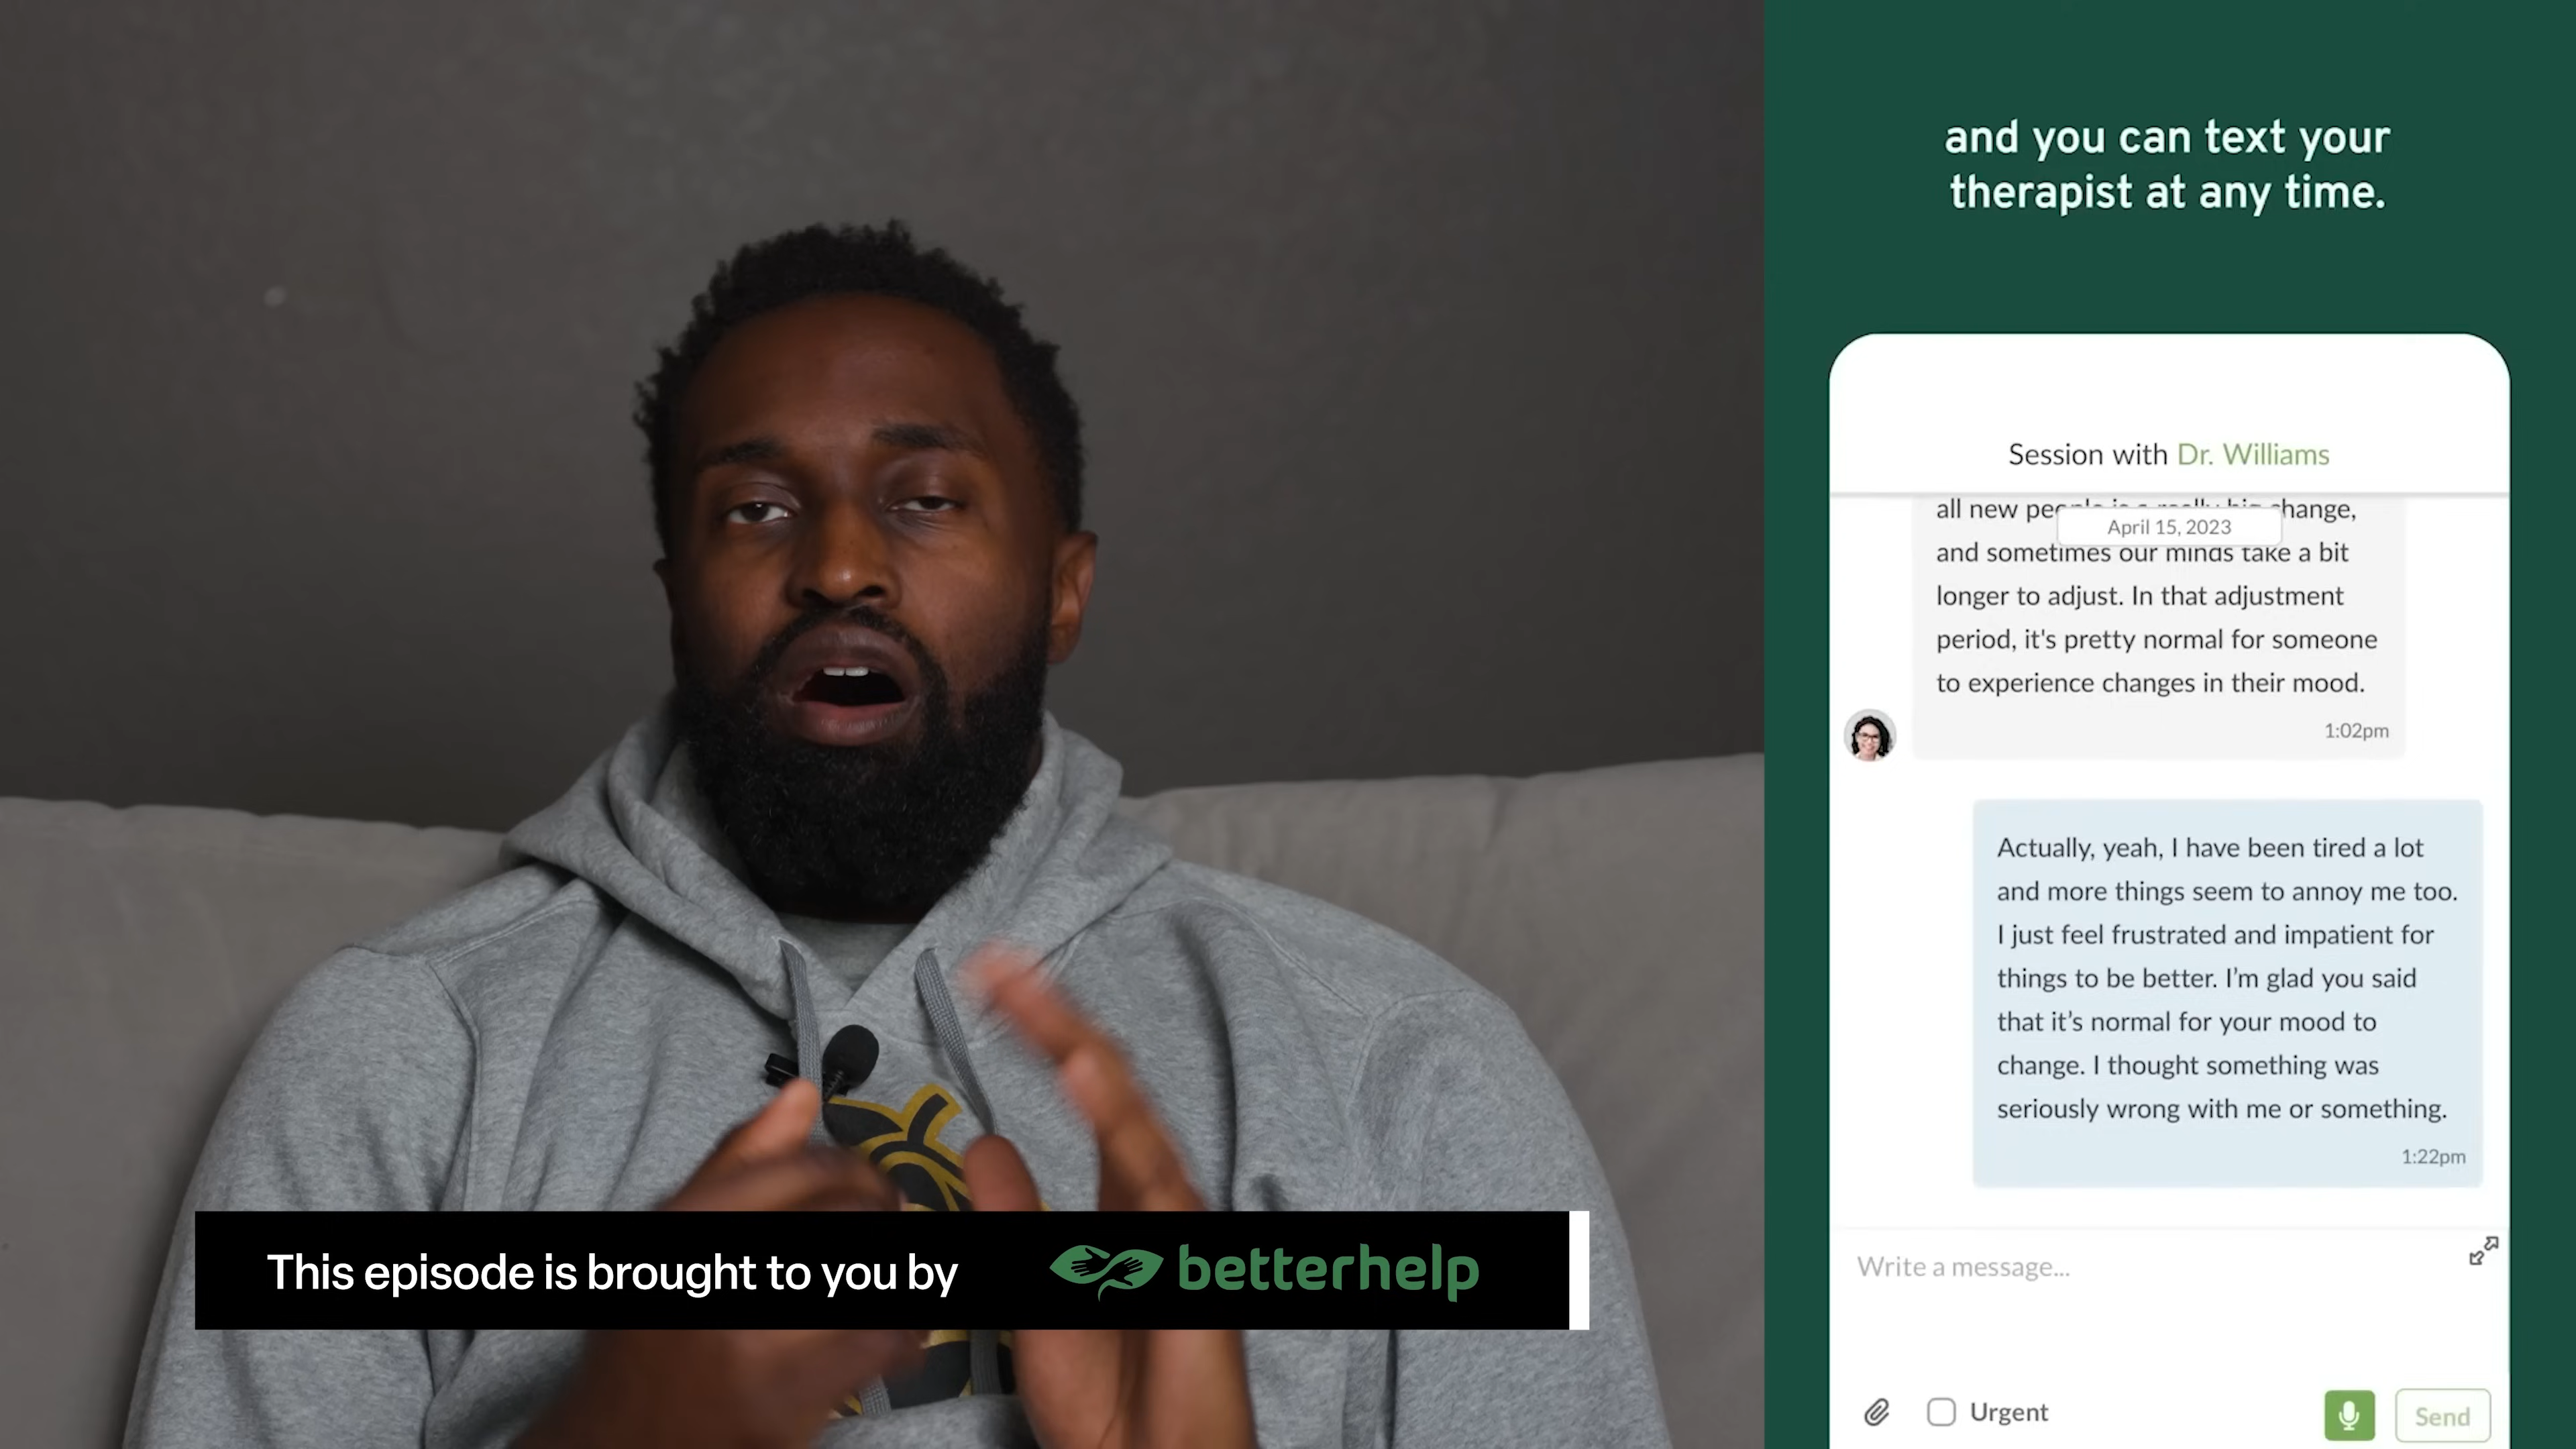 and you can text your
therapist at any time.
Session with Dr. Williams
April 15, 2023
and sometimes our minds take a bit
longer to adjust. In that adjustment
period, it's pretty normal for someone
to experience changes in their mood.
1:02pm
Actually, yeah, I have been tired a lot
and more things seem to annoy me too.
I just feel frustrated and impatient for
things to be better. I'm glad you said
that it's normal for your mood to
change. I thought something was
seriously wrong with me or something.
1:22pm
Write a message...
Urgent
Send
This episode is brought to you by betterhelp